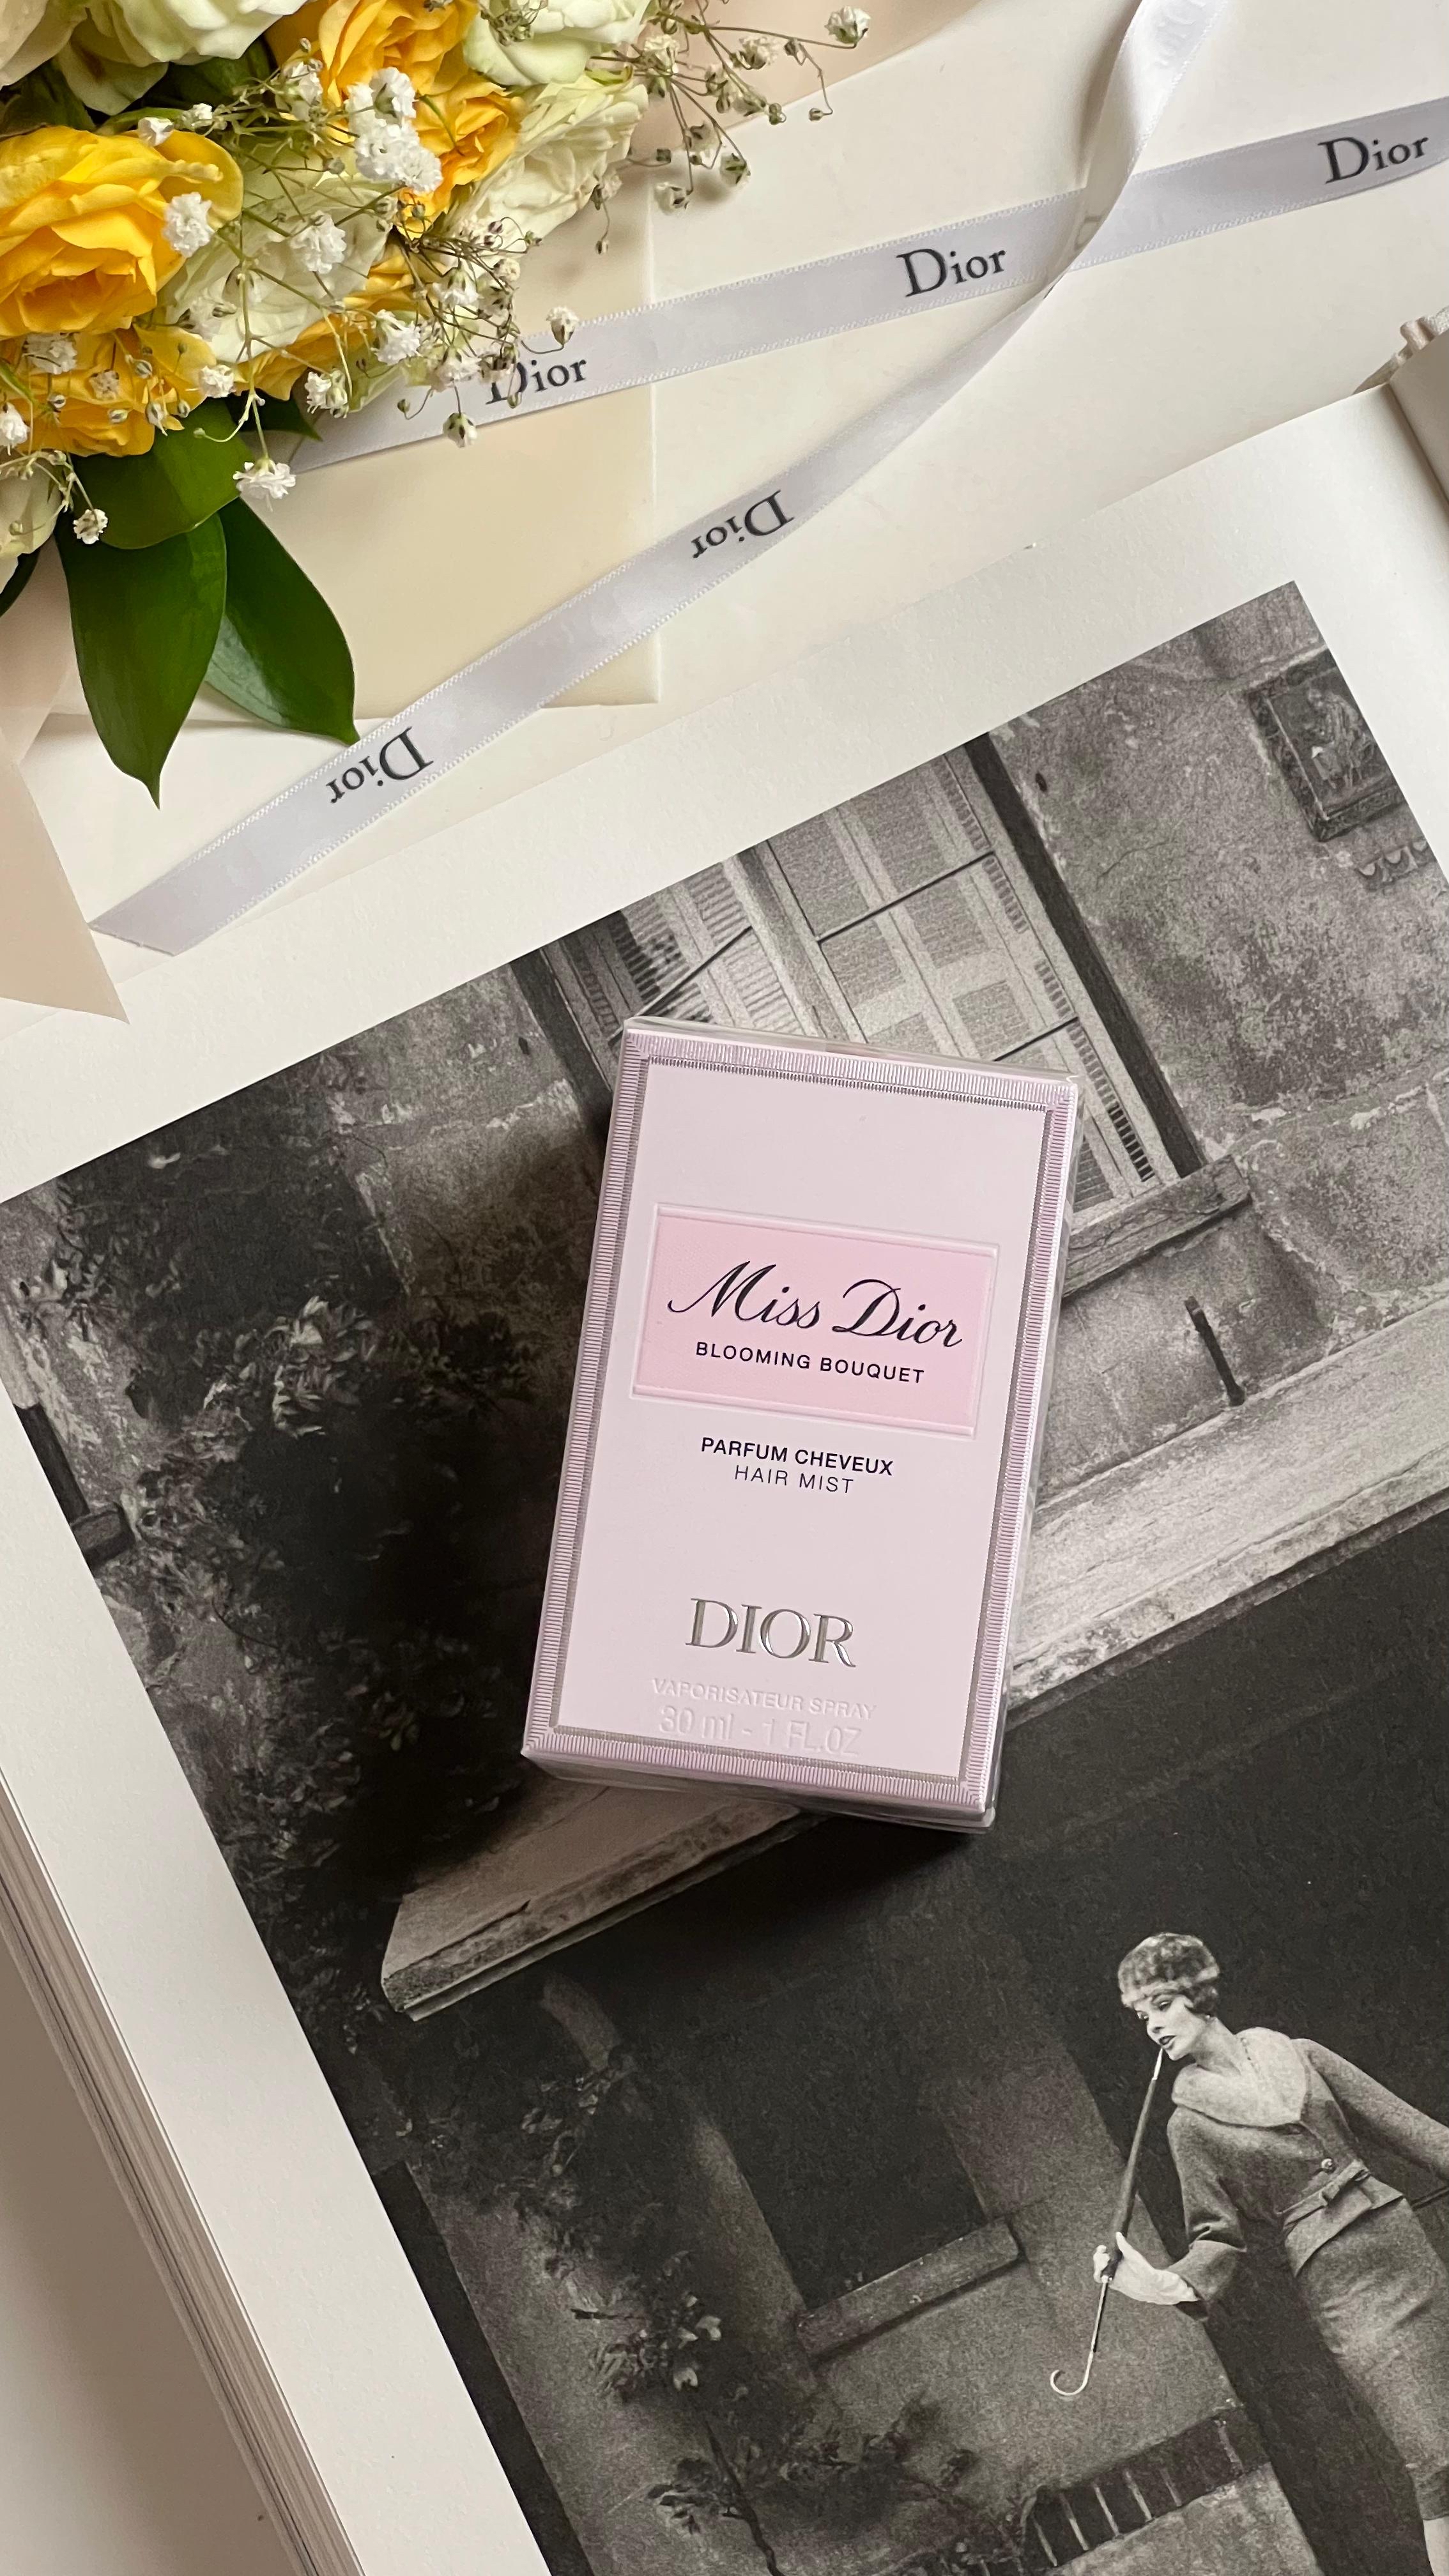 Dior
Dior
Dior
Dior
Dior
Miss Dior
BLOOMING BOUQUET
PARFUM CHEVEUX
HAIR MIST
DIOR
VAPORISATEUR SPRAY
30 ml - 1 FL.OZ